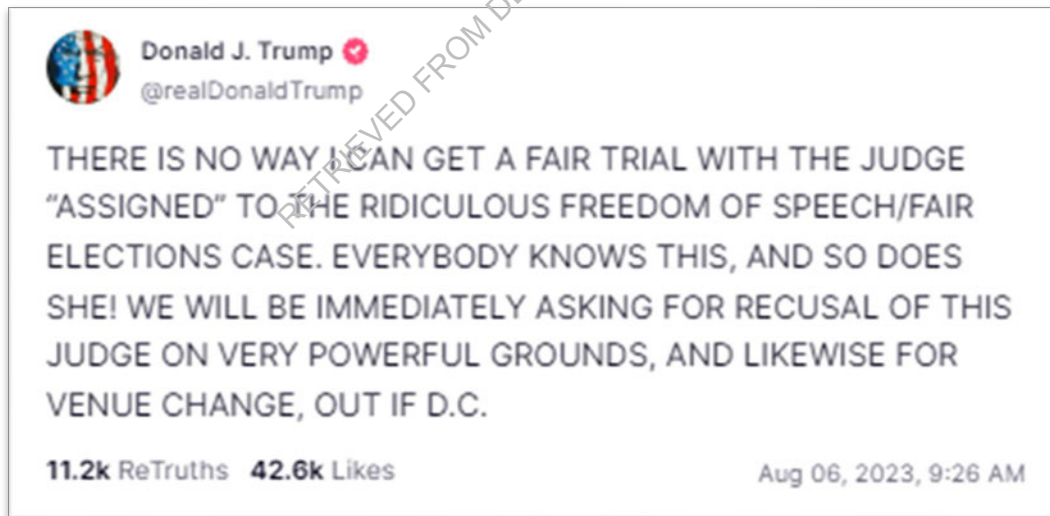 Donald J. Trump
@realDonaldTrump
THERE IS NO WAY I CAN GET A FAIR TRIAL WITH THE JUDGE
“ASSIGNED” TO THE RIDICULOUS FREEDOM OF SPEECH/FAIR
ELECTIONS CASE. EVERYBODY KNOWS THIS, AND SO DOES
SHE! WE WILL BE IMMEDIATELY ASKING FOR RECUSAL OF THIS
JUDGE ON VERY POWERFUL GROUNDS, AND LIKEWISE FOR
VENUE CHANGE, OUT IF D.C.
11.2k ReTruths 42.6k Likes
Aug 06, 2023, 9:26 AM
RETRIEVED FROM